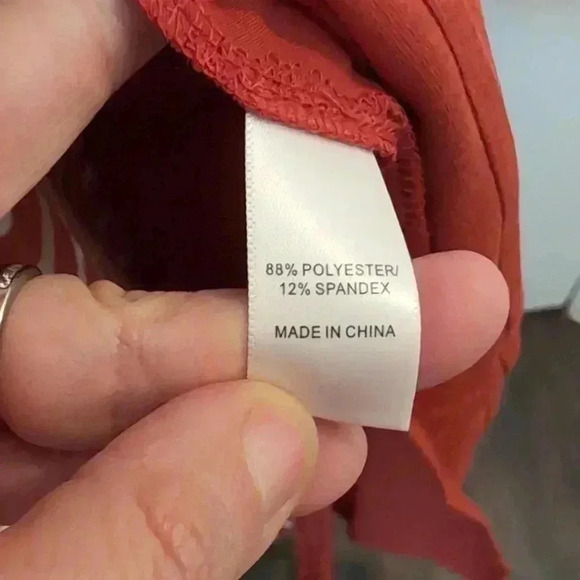 88% POLYESTER/
12% SPANDEX
MADE IN CHINA